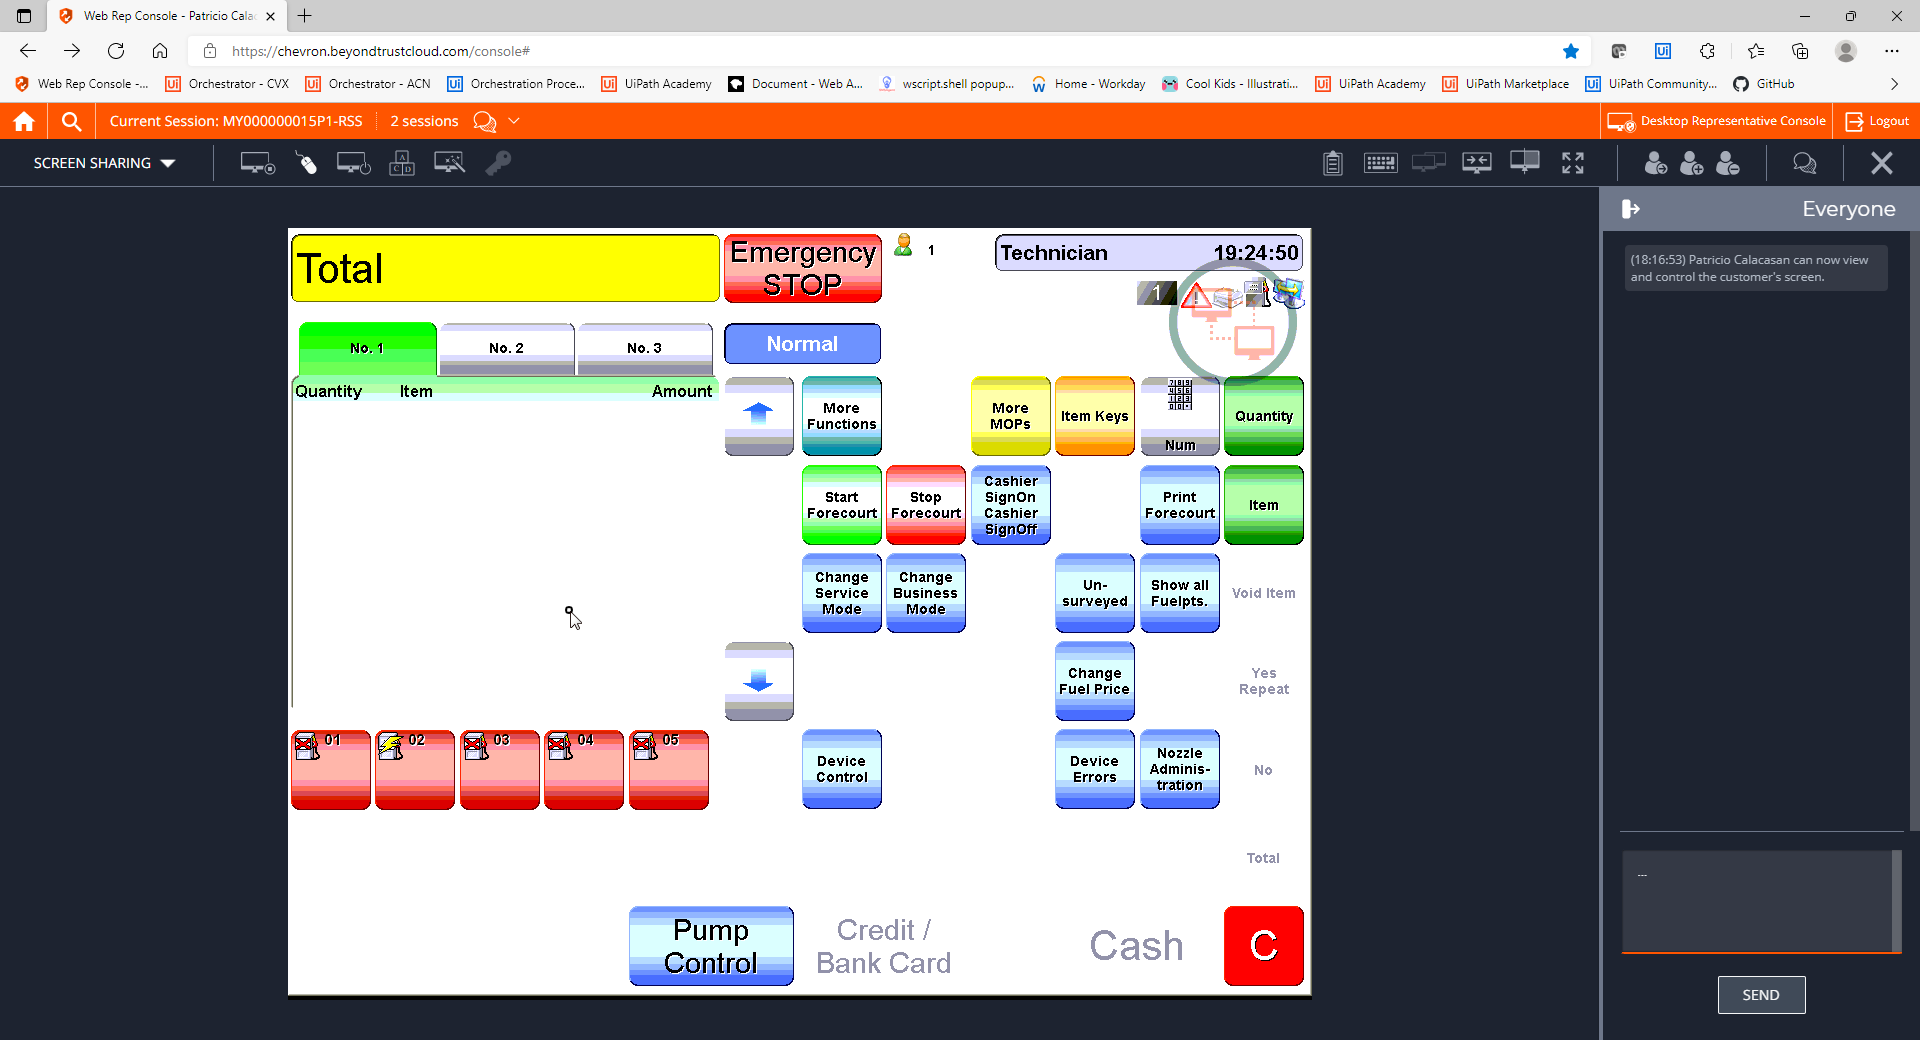 Web Rep Console - Patricio Cala
https://chevron.beyondtrustcloud.com/console#
Web Rep Console -...
Orchestrator - CVX
Orchestrator - ACN
Orchestration Proce...
UiPath Academy
Document - Web A...
wscript.shell popup...
Home - Workday
Cool Kids - Illustrati...
UiPath Academy
UiPath Marketplace
UiPath Community...
GitHub
Current Session: MY000000015P1-RSS
2 sessions
Desktop Representative Console
Logout
SCREEN SHARING
Everyone
(18:16:53) Patricio Calacasan can now view
and control the customer's screen.
Total
Emergency
STOP
1
Technician
19:24:50
1
No. 1
No. 2
No. 3
Normal
Quantity
Item
Amount
More
Functions
More
MOPs
Item Keys
Num
Quantity
Start
Forecourt
Stop
Forecourt
Cashier
SignOn
Cashier
SignOff
Print
Forecourt
Item
Change
Service
Mode
Change
Business
Mode
Un-
surveyed
Show all
Fuelpts.
Void Item
Change
Fuel Price
Yes
Repeat
01
02
03
04
05
Device
Control
Device
Errors
Nozzle
Adminis-
tration
No
Total
Pump
Control
Credit /
Bank Card
Cash
C
---
SEND